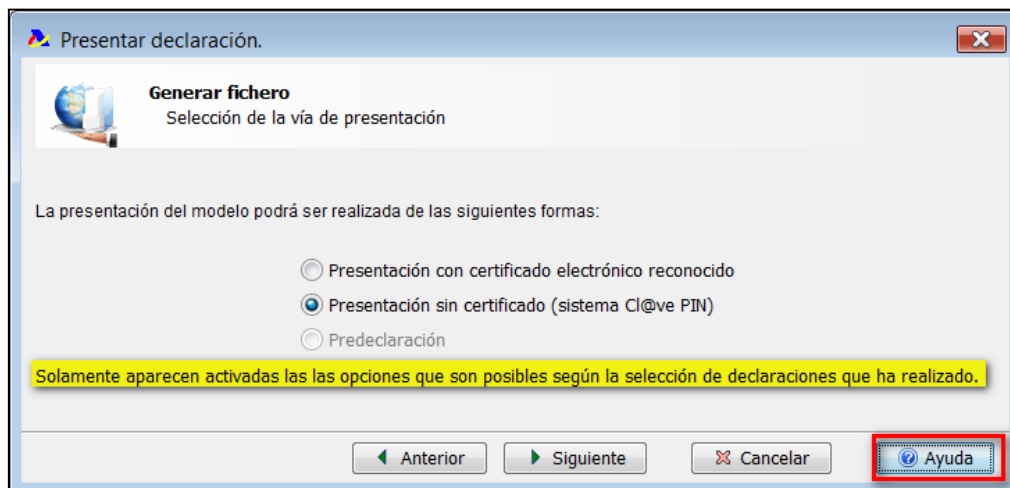 Presentar declaración.
Generar fichero
Selección de la vía de presentación
La presentación del modelo podrá ser realizada de las siguientes formas:
Presentación con certificado electrónico reconocido
Presentación sin certificado (sistema Cl@ve PIN)
Predeclaración
Solamente aparecen activadas las las opciones que son posibles según la selección de declaraciones que ha realizado.
Anterior Siguiente Cancelar Ayuda